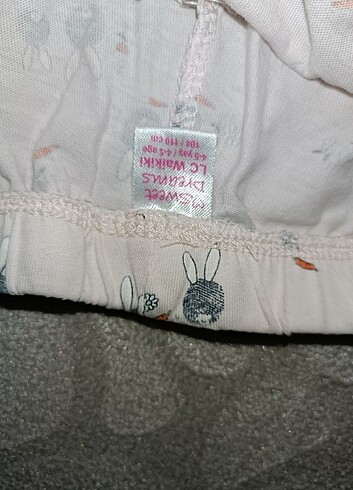 Sweet
Dreams
LC Waikiki
4-5 yaş / 4-5 age
104 / 110 cm